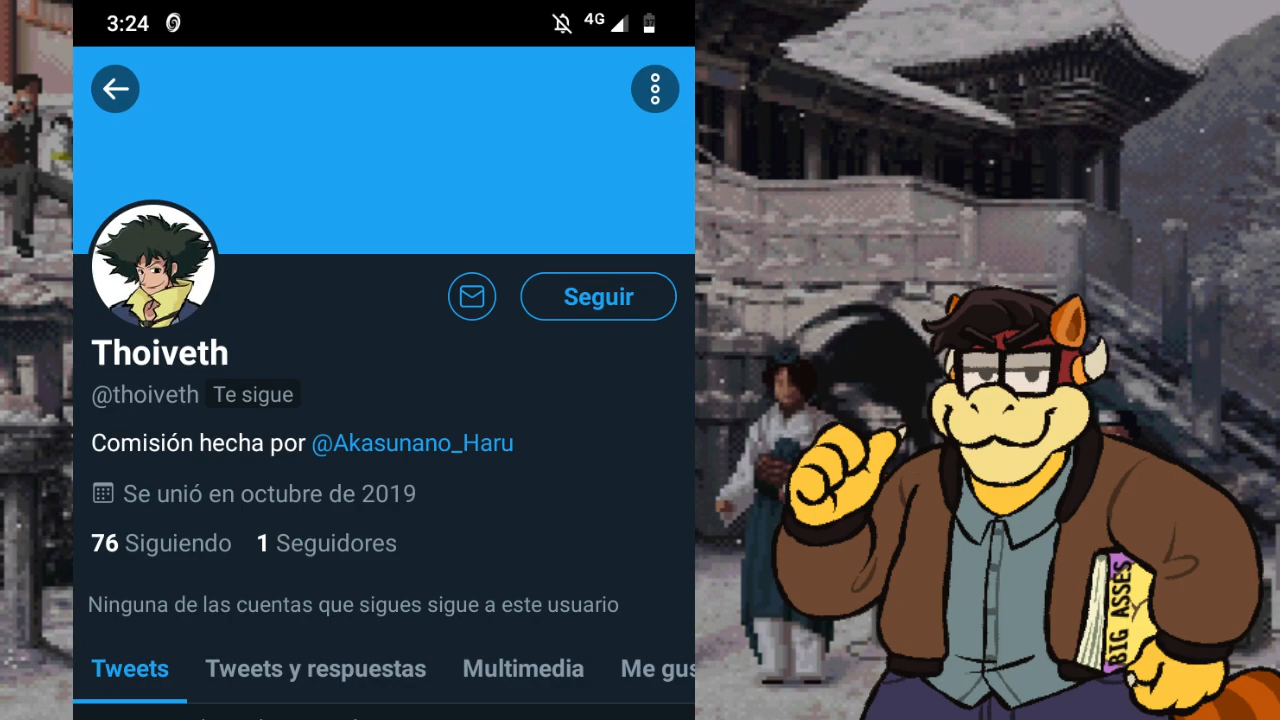 3:24
4G
Seguir
Thoiveth
@thoiveth Te sigue
Comisión hecha por @Akasunano_Haru
Se unió en octubre de 2019
76 Siguiendo 1 Seguidores
Ninguna de las cuentas que sigues sigue a este usuario
Tweets Tweets y respuestas Multimedia Me gus
BIG ASSES